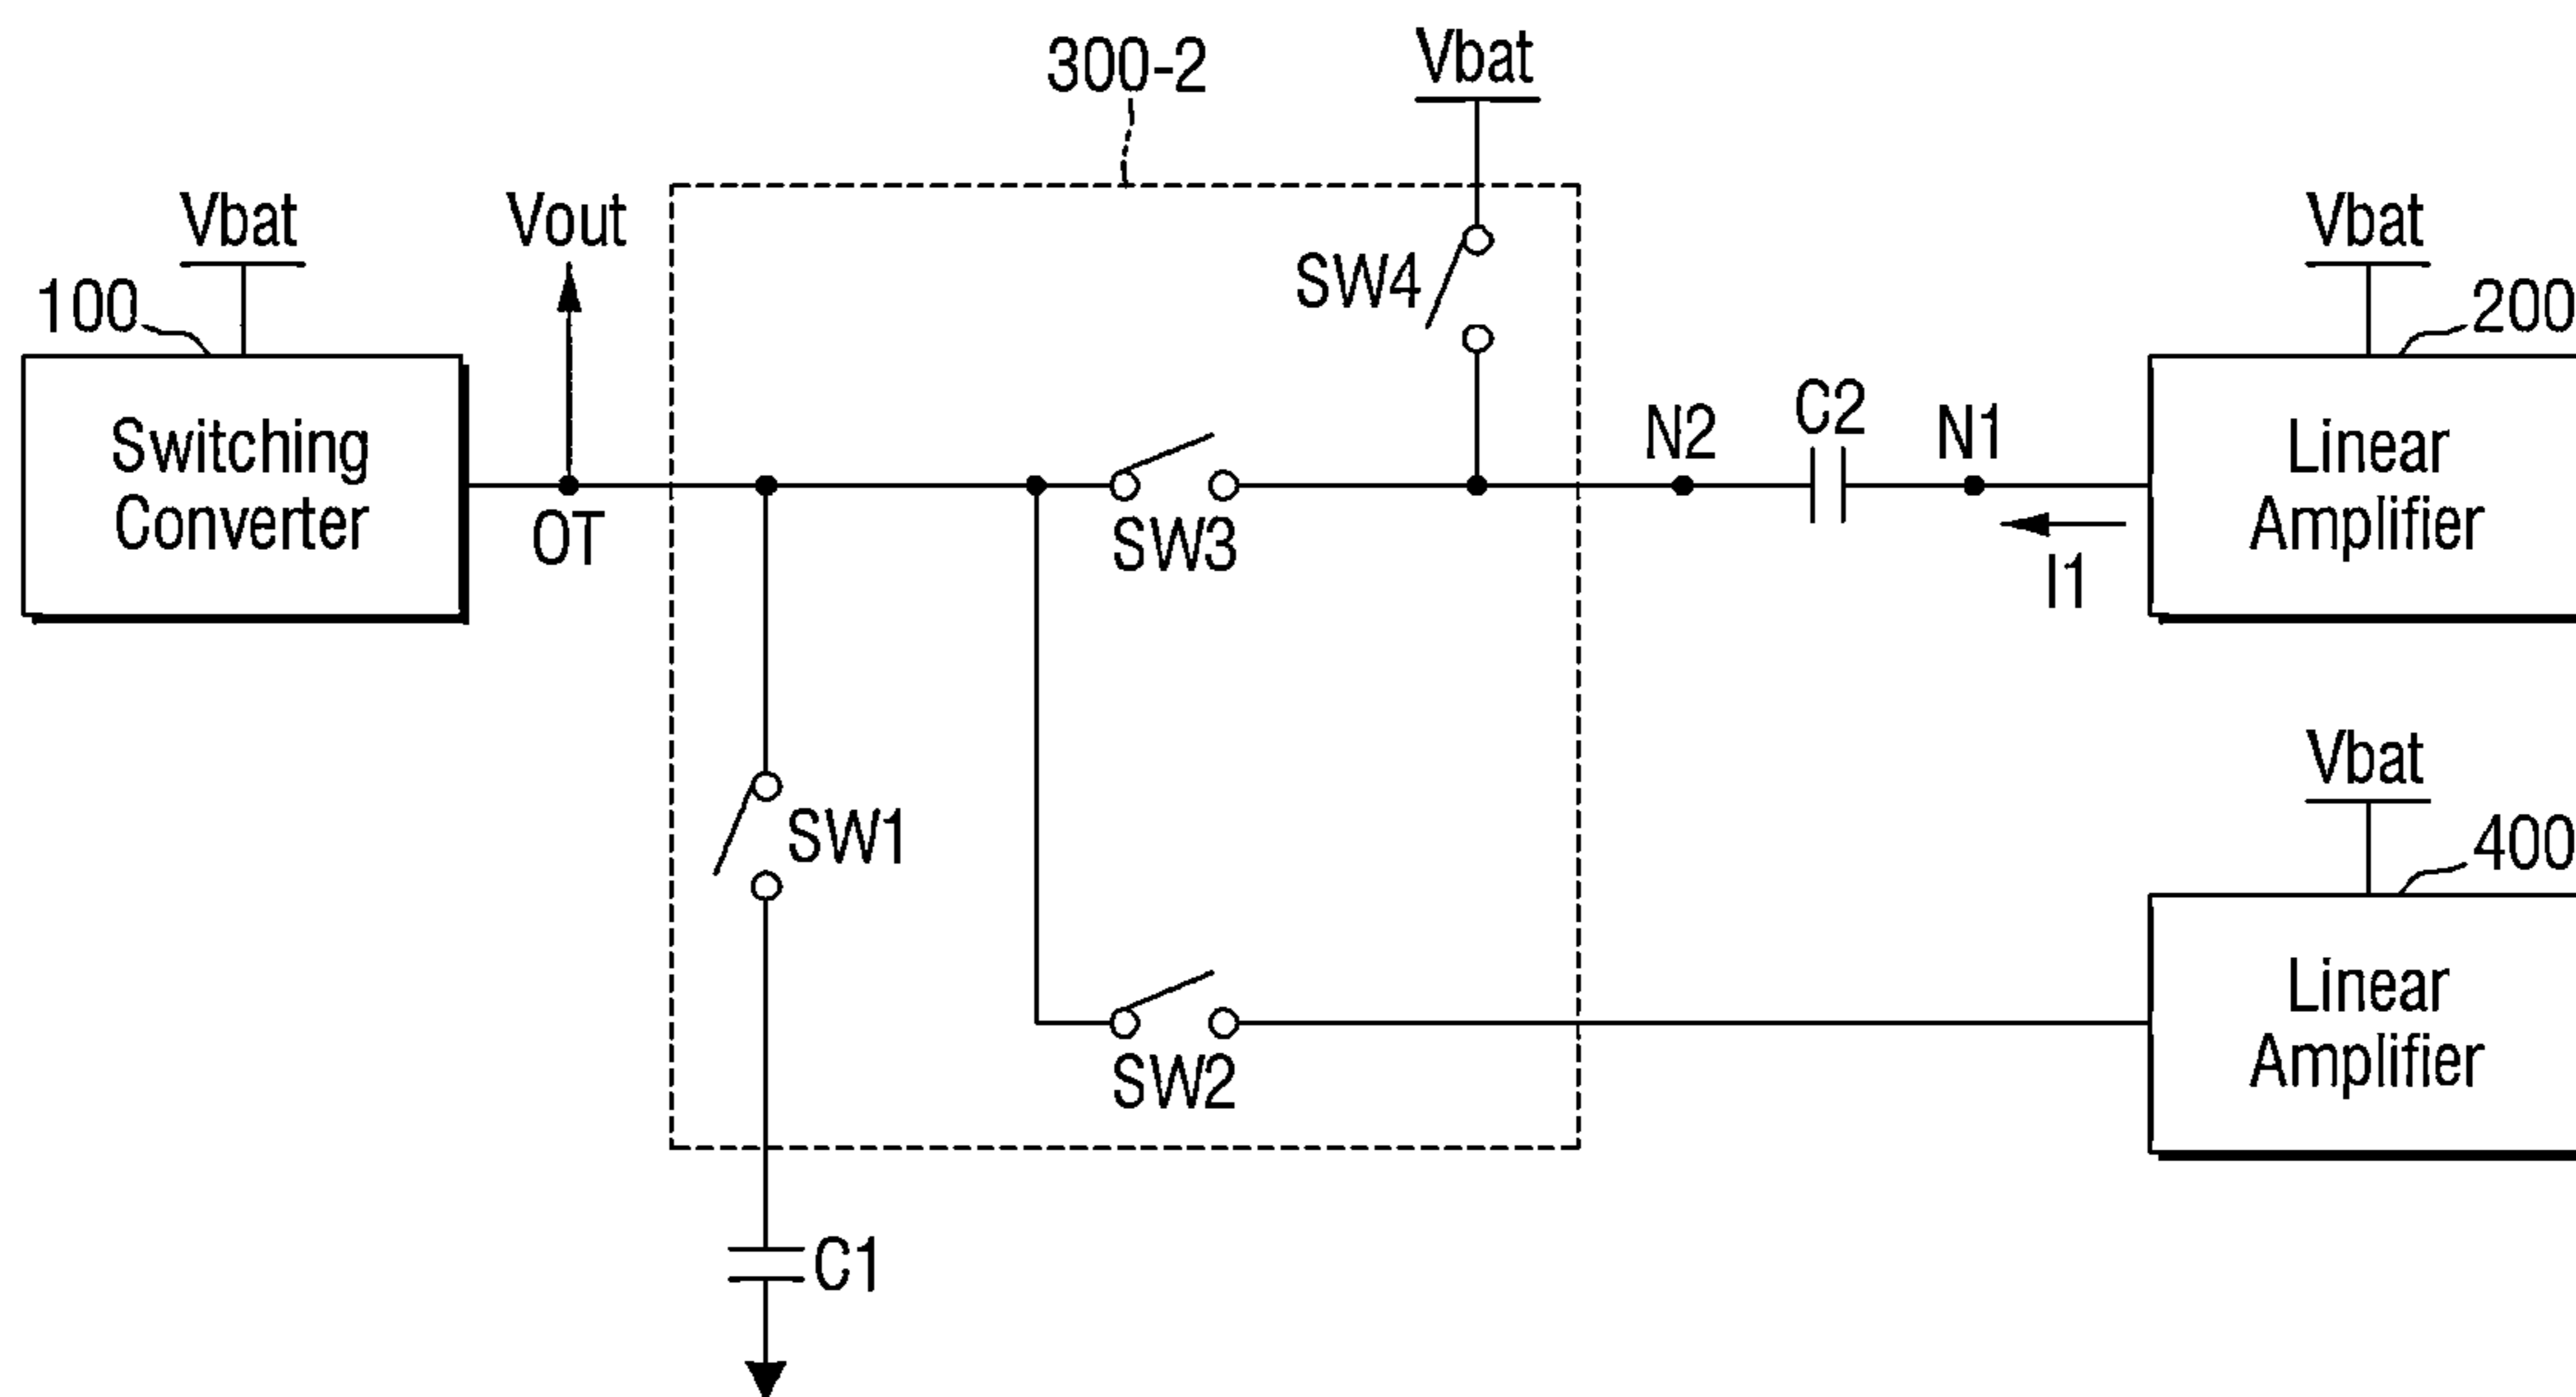 300-2
Vbat
Vbat
Vout
Vbat
100
SW4
200
Switching
Converter
OT
SW3
N2
C2
N1
I1
Linear
Amplifier
Vbat
SW1
400
SW2
Linear
Amplifier
C1